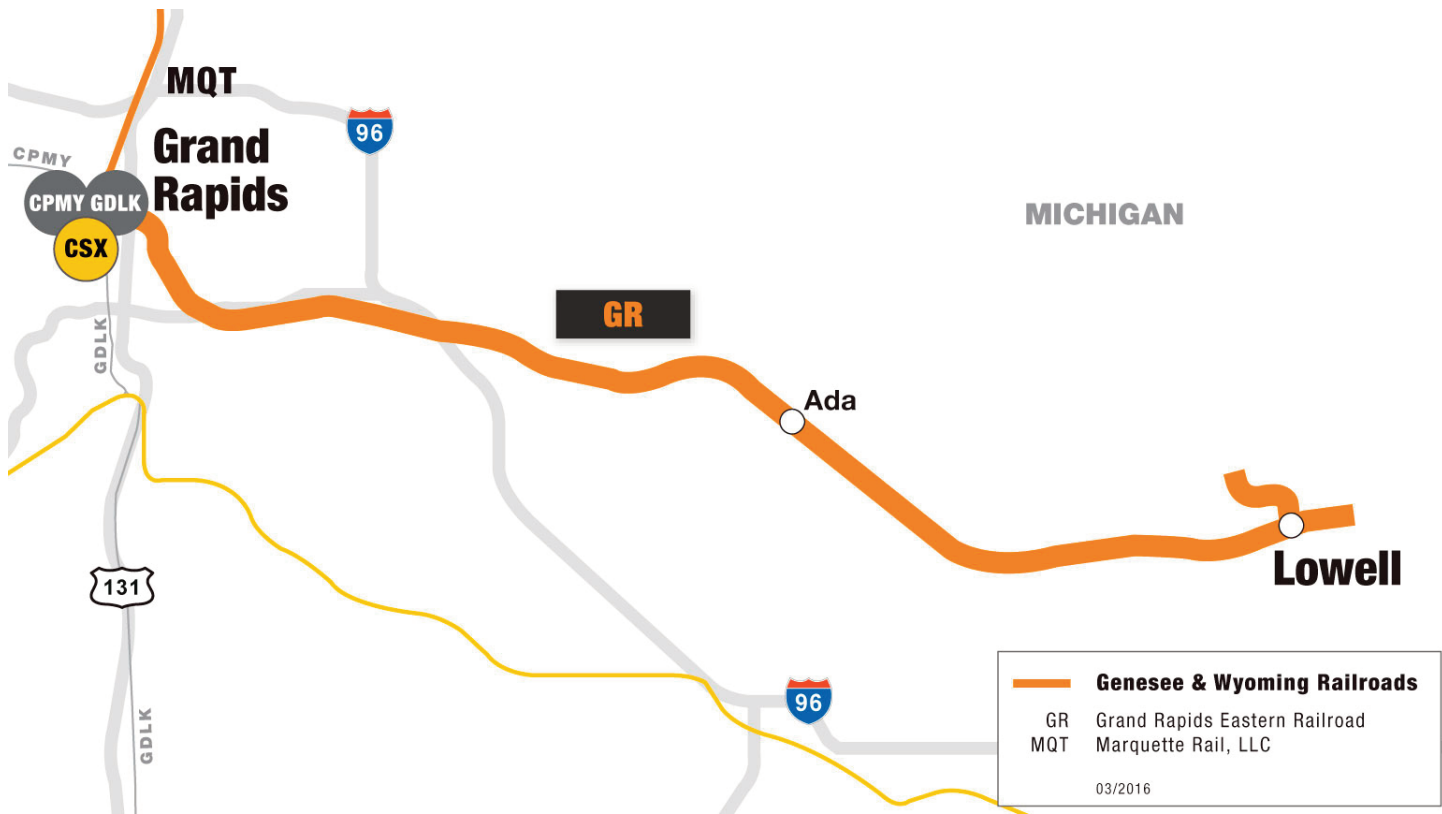 MQT
96
Grand
Rapids
CPMY
CPMY
GDLK
CSX
MICHIGAN
GR
GDLK
Ada
131
Lowell
GDLK
96
Genesee & Wyoming Railroads
GR Grand Rapids Eastern Railroad
MQT Marquette Rail, LLC
03/2016